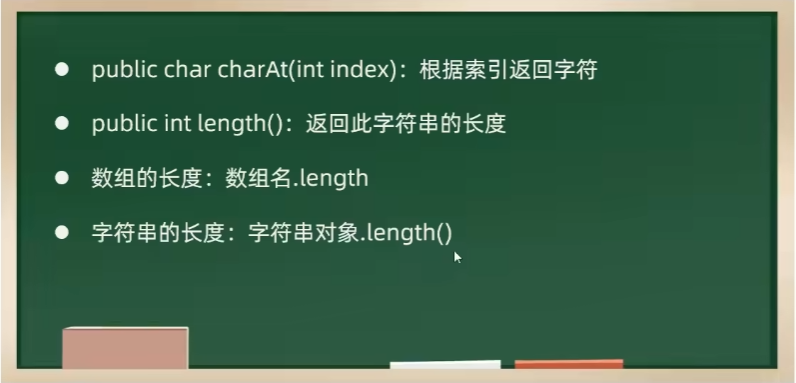 ● public char charAt(int index)：根据索引返回字符
● public int length()：返回此字符串的长度
● 数组的长度：数组名.length
● 字符串的长度：字符串对象.length()